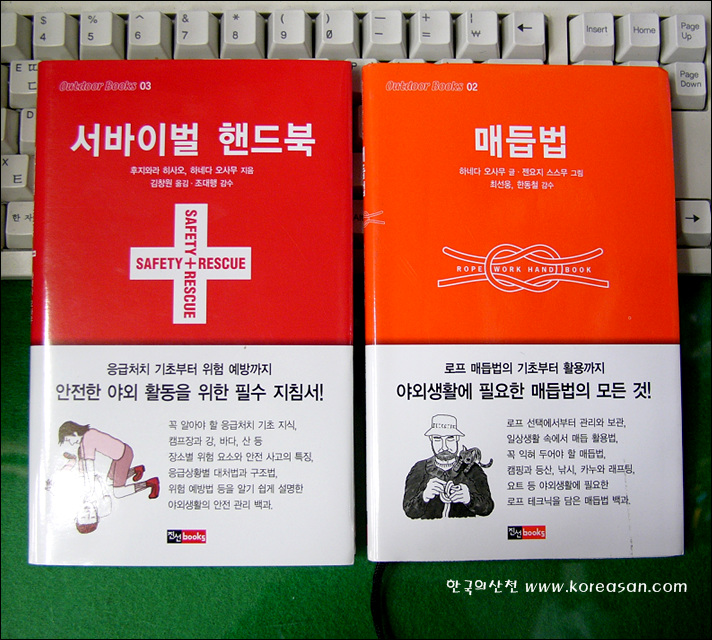 $ 4
% 5
^ 6
& 7
* 8
( 9
) 0
Insert
Home
Page Up
Page Down
Outdoor Books 03
서바이벌 핸드북
후지와라 히사오, 하네다 오사무 지음
김창원 옮김 · 조대행 감수
SAFETY+RESCUE
SAFETY+RESCUE
응급처치 기초부터 위험 예방까지
안전한 야외 활동을 위한 필수 지침서!
꼭 알아야 할 응급처치 기초 지식,
캠프장과 강, 바다, 산 등
장소별 위험 요소와 안전 사고의 특징,
응급상황별 대처법과 구조법,
위험 예방법 등을 알기 쉽게 설명한
야외생활의 안전 관리 백과.
진선books
Outdoor Books 02
매듭법
하네다 오사무 글 · 젠요지 스스무 그림
최선웅, 한동철 감수
ROPE WORK HAND BOOK
로프 매듭법의 기초부터 활용까지
야외생활에 필요한 매듭법의 모든 것!
로프 선택에서부터 관리와 보관,
일상생활 속에서 매듭 활용법,
꼭 익혀 두어야 할 매듭법,
캠핑과 등산, 낚시, 카누와 래프팅,
요트 등 야외생활에 필요한
로프 테크닉을 담은 매듭법 백과.
진선books
한국의산천 www.koreasan.com